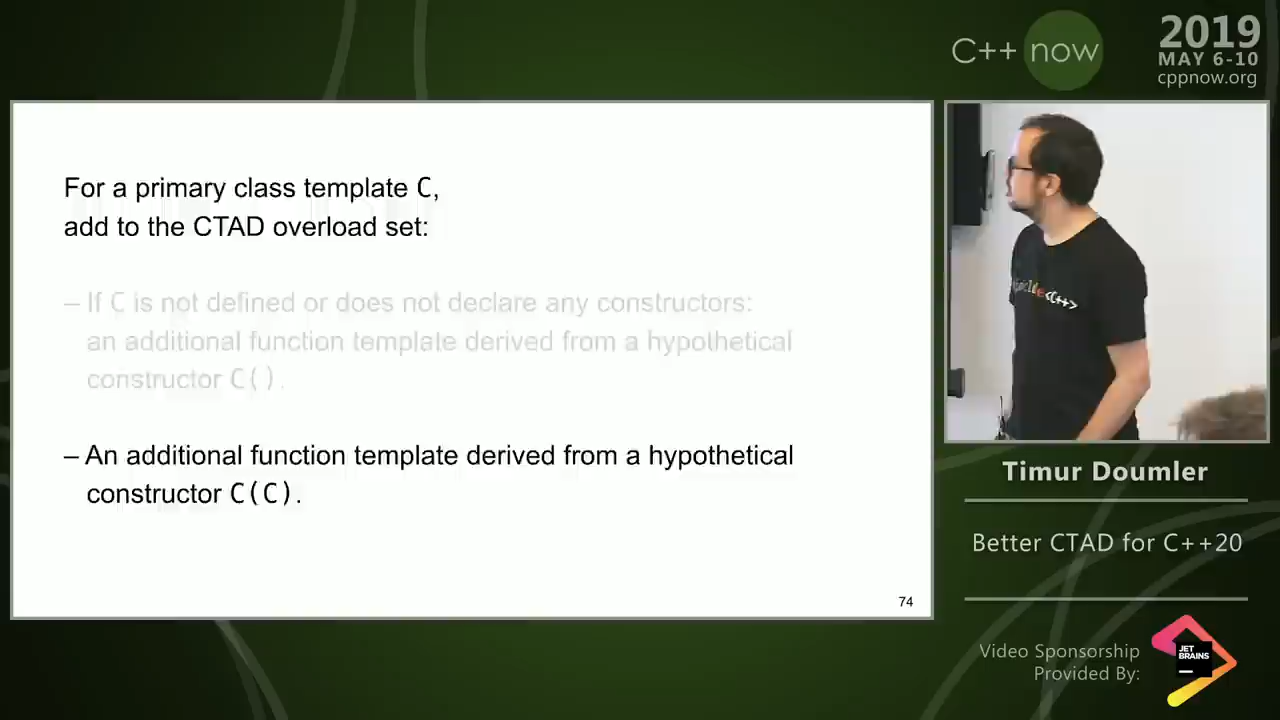 C++ now
2019
MAY 6-10
cppnow.org
For a primary class template C,
add to the CTAD overload set:
– If C is not defined or does not declare any constructors:
an additional function template derived from a hypothetical
constructor C().
– An additional function template derived from a hypothetical
constructor C(C).
74
<C++>
Timur Doumler
Better CTAD for C++20
Video Sponsorship
Provided By:
JET
BRAINS